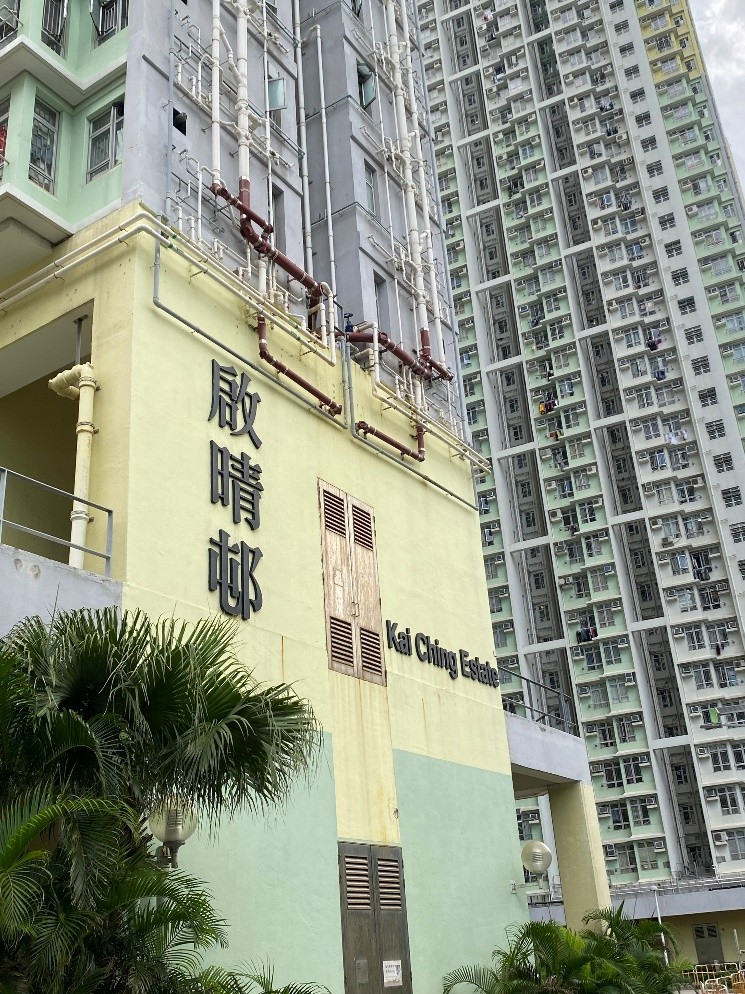 啟晴邨
Kai Ching Estate